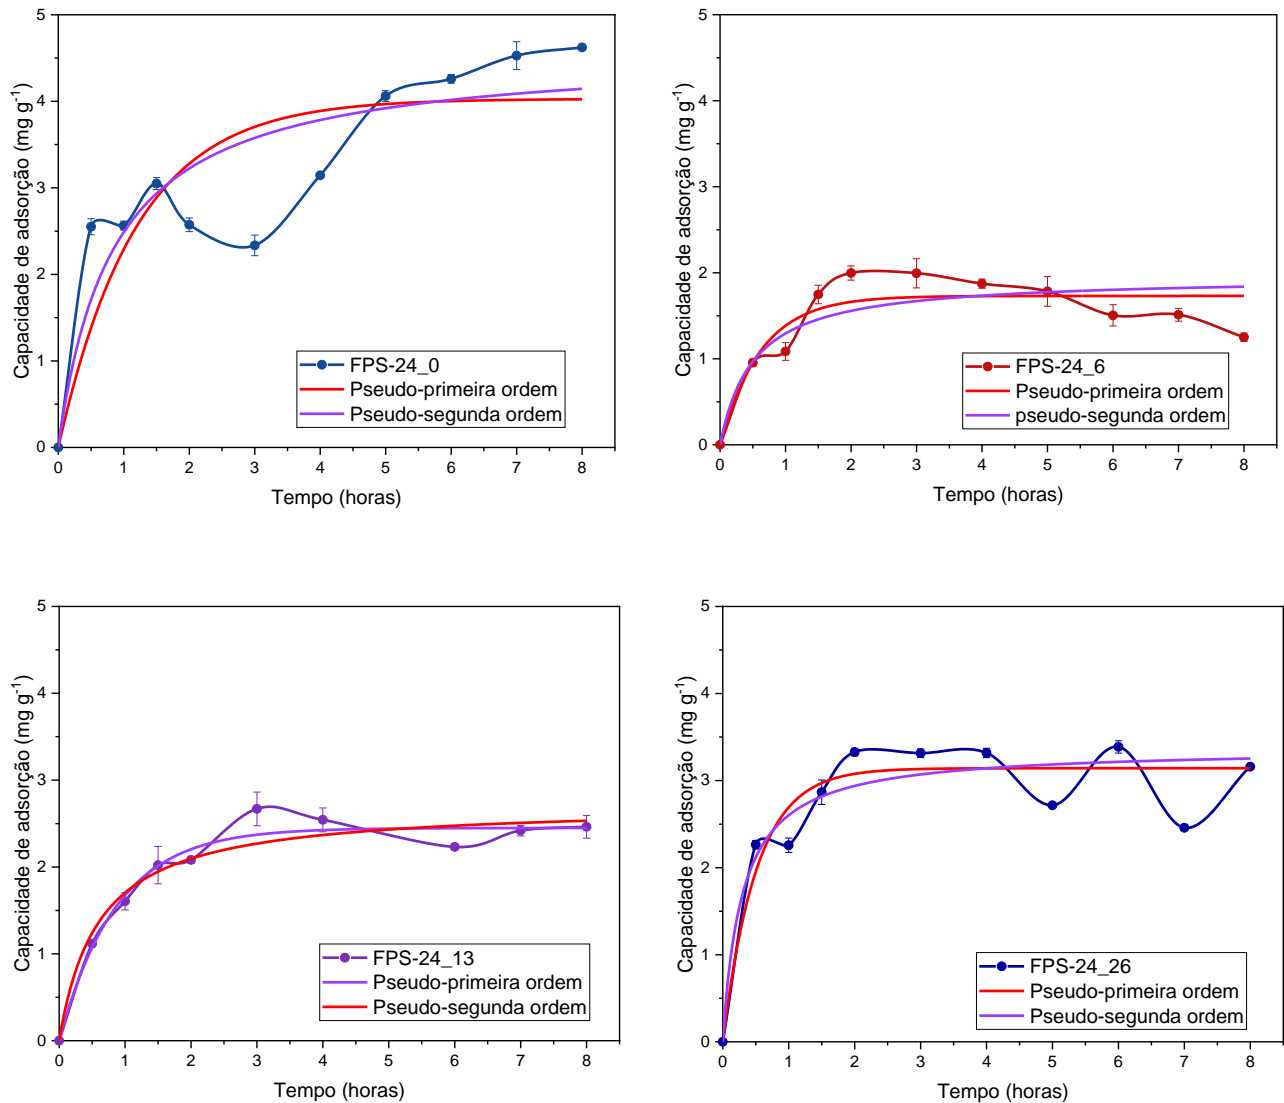 Capacidade de adsorção (mg g⁻¹)
5
4
3
2
1
0
FPS-24_0
Pseudo-primeira ordem
Pseudo-segunda ordem
0 1 2 3 4 5 6 7 8
Tempo (horas)
Capacidade de adsorção (mg g⁻¹)
5
4
3
2
1
0
FPS-24_6
Pseudo-primeira ordem
pseudo-segunda ordem
0 1 2 3 4 5 6 7 8
Tempo (horas)
Capacidade de adsorção (mg g⁻¹)
5
4
3
2
1
0
FPS-24_13
Pseudo-primeira ordem
Pseudo-segunda ordem
0 1 2 3 4 5 6 7 8
Tempo (horas)
Capacidade de adsorção (mg g⁻¹)
5
4
3
2
1
0
FPS-24_26
Pseudo-primeira ordem
Pseudo-segunda ordem
0 1 2 3 4 5 6 7 8
Tempo (horas)